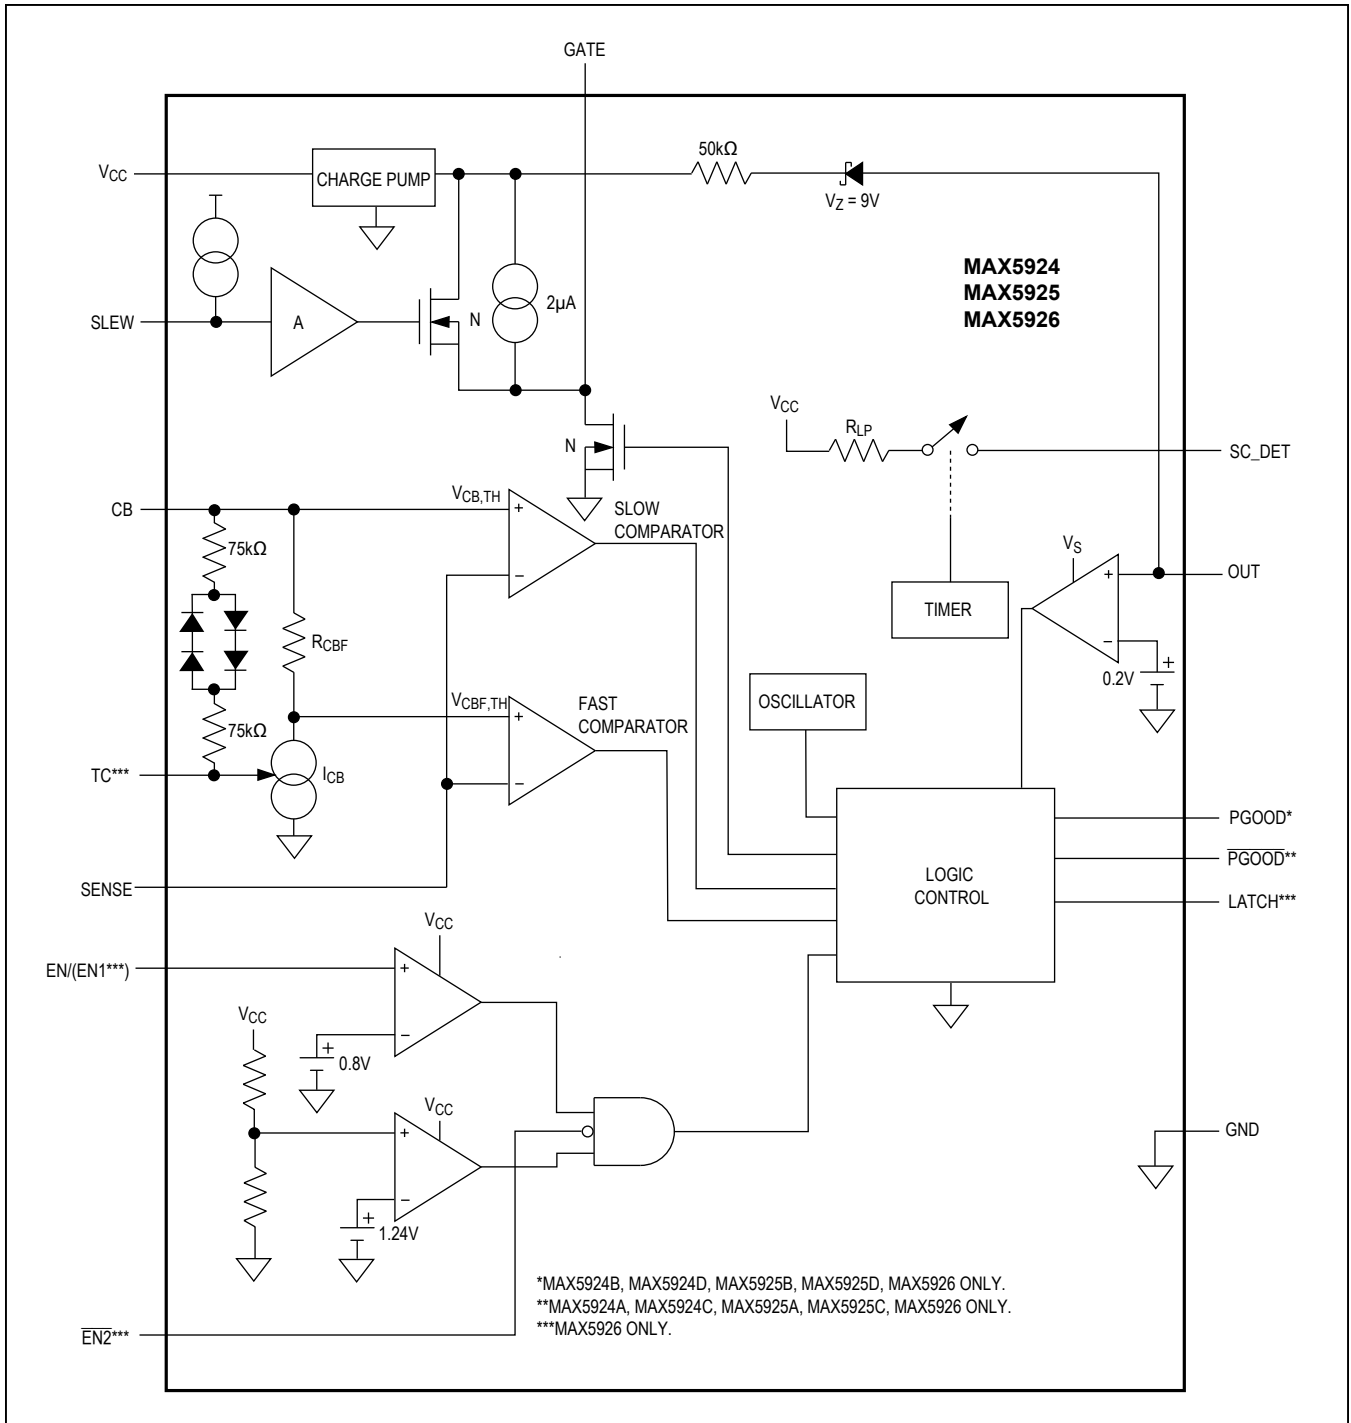 GATE
50kΩ
VCC
CHARGE PUMP
VZ = 9V
MAX5924
MAX5925
MAX5926
2µA
SLEW
A
N
VCC
RLP
N
SC_DET
CB
VCB,TH
+
SLOW
COMPARATOR
75kΩ
VS
−
+
OUT
TIMER
RCBF
−
+
0.2V
VCBF,TH
+
FAST
COMPARATOR
OSCILLATOR
75kΩ
TC***
ICB
−
PGOOD*
PGOOD**
SENSE
LOGIC
CONTROL
LATCH***
VCC
EN/(EN1***)
+
VCC
−
+
0.8V
VCC
+
GND
−
+
1.24V
*MAX5924B, MAX5924D, MAX5925B, MAX5925D, MAX5926 ONLY.
**MAX5924A, MAX5924C, MAX5925A, MAX5925C, MAX5926 ONLY.
***MAX5926 ONLY.
EN2***